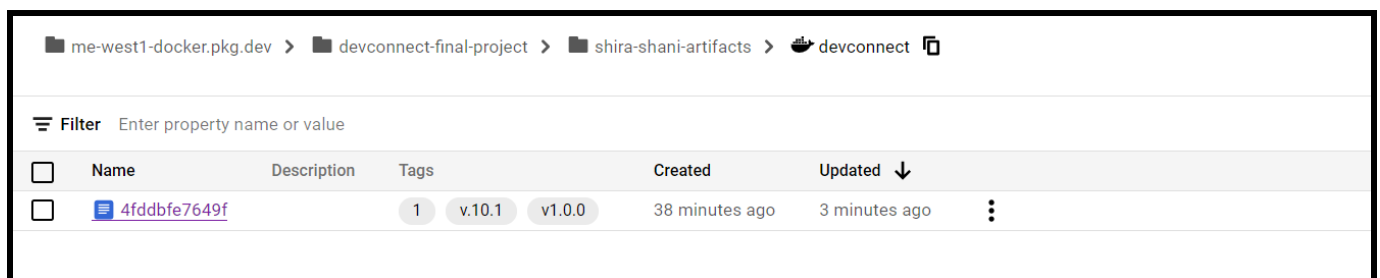 me-west1-docker.pkg.dev > devconnect-final-project > shira-shani-artifacts > devconnect
Filter Enter property name or value
Name Description Tags Created Updated
4fddbfe7649f 1 v.10.1 v1.0.0 38 minutes ago 3 minutes ago